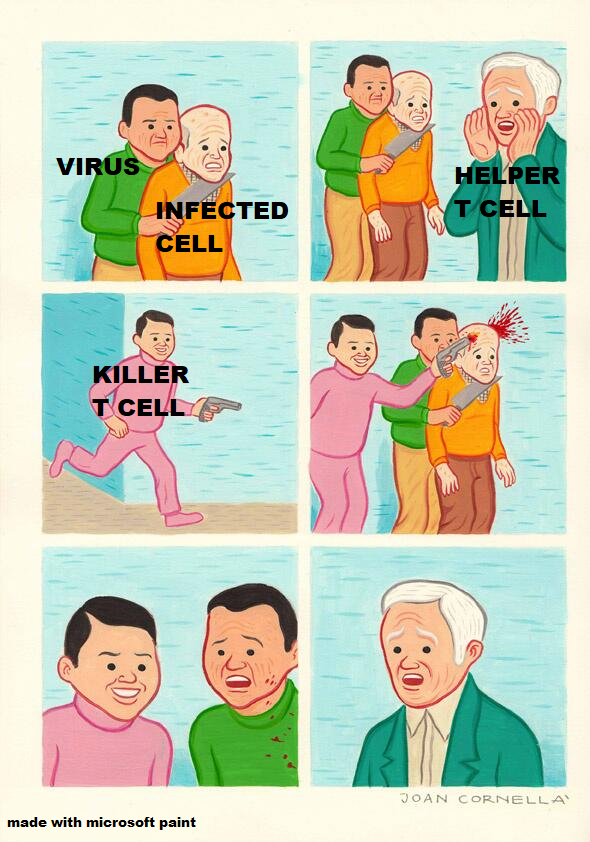 VIRUS
INFECTED
CELL
HELPER
T CELL
KILLER
T CELL
JOAN CORNELLA`
made with microsoft paint